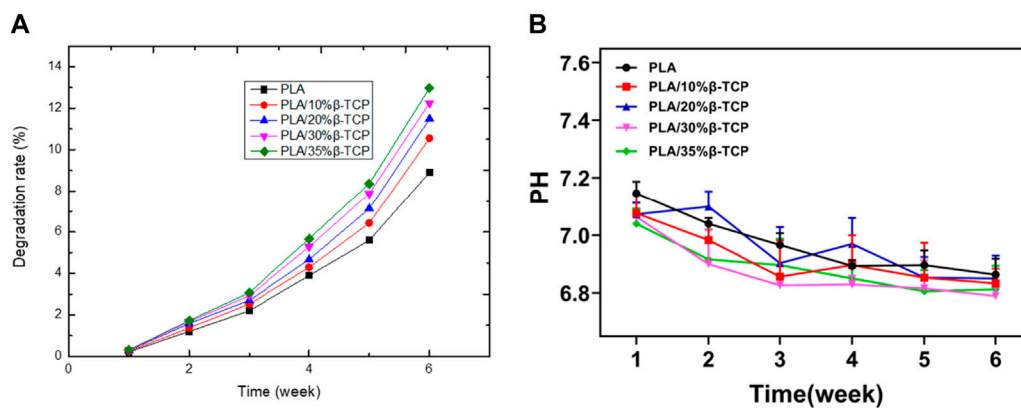 A
Degradation rate (%)
14
12
10
8
6
4
2
0
0
2
4
6
Time (week)
PLA
PLA/10%β-TCP
PLA/20%β-TCP
PLA/30%β-TCP
PLA/35%β-TCP
B
PH
7.6
7.4
7.2
7.0
6.8
1
2
3
4
5
6
Time(week)
PLA
PLA/10%β-TCP
PLA/20%β-TCP
PLA/30%β-TCP
PLA/35%β-TCP